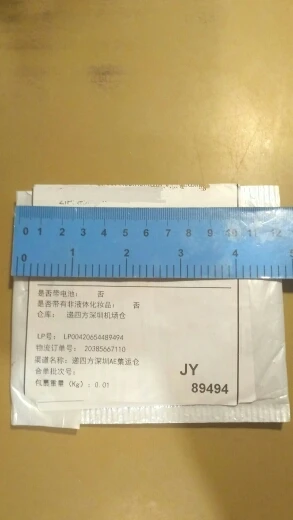 0 1 2 3 4 5 6 7 8 9 10 11 12
0 1 2 3 4 5
是否带电池: 否
是否带有非液体化妆品: 否
仓库: 递四方深圳机场仓
LP号: LP00420654489494
物流订单号: 20385667110
渠道名称: 递四方深圳AE集运仓
JY
包裹重量(Kg): 0.01
89494